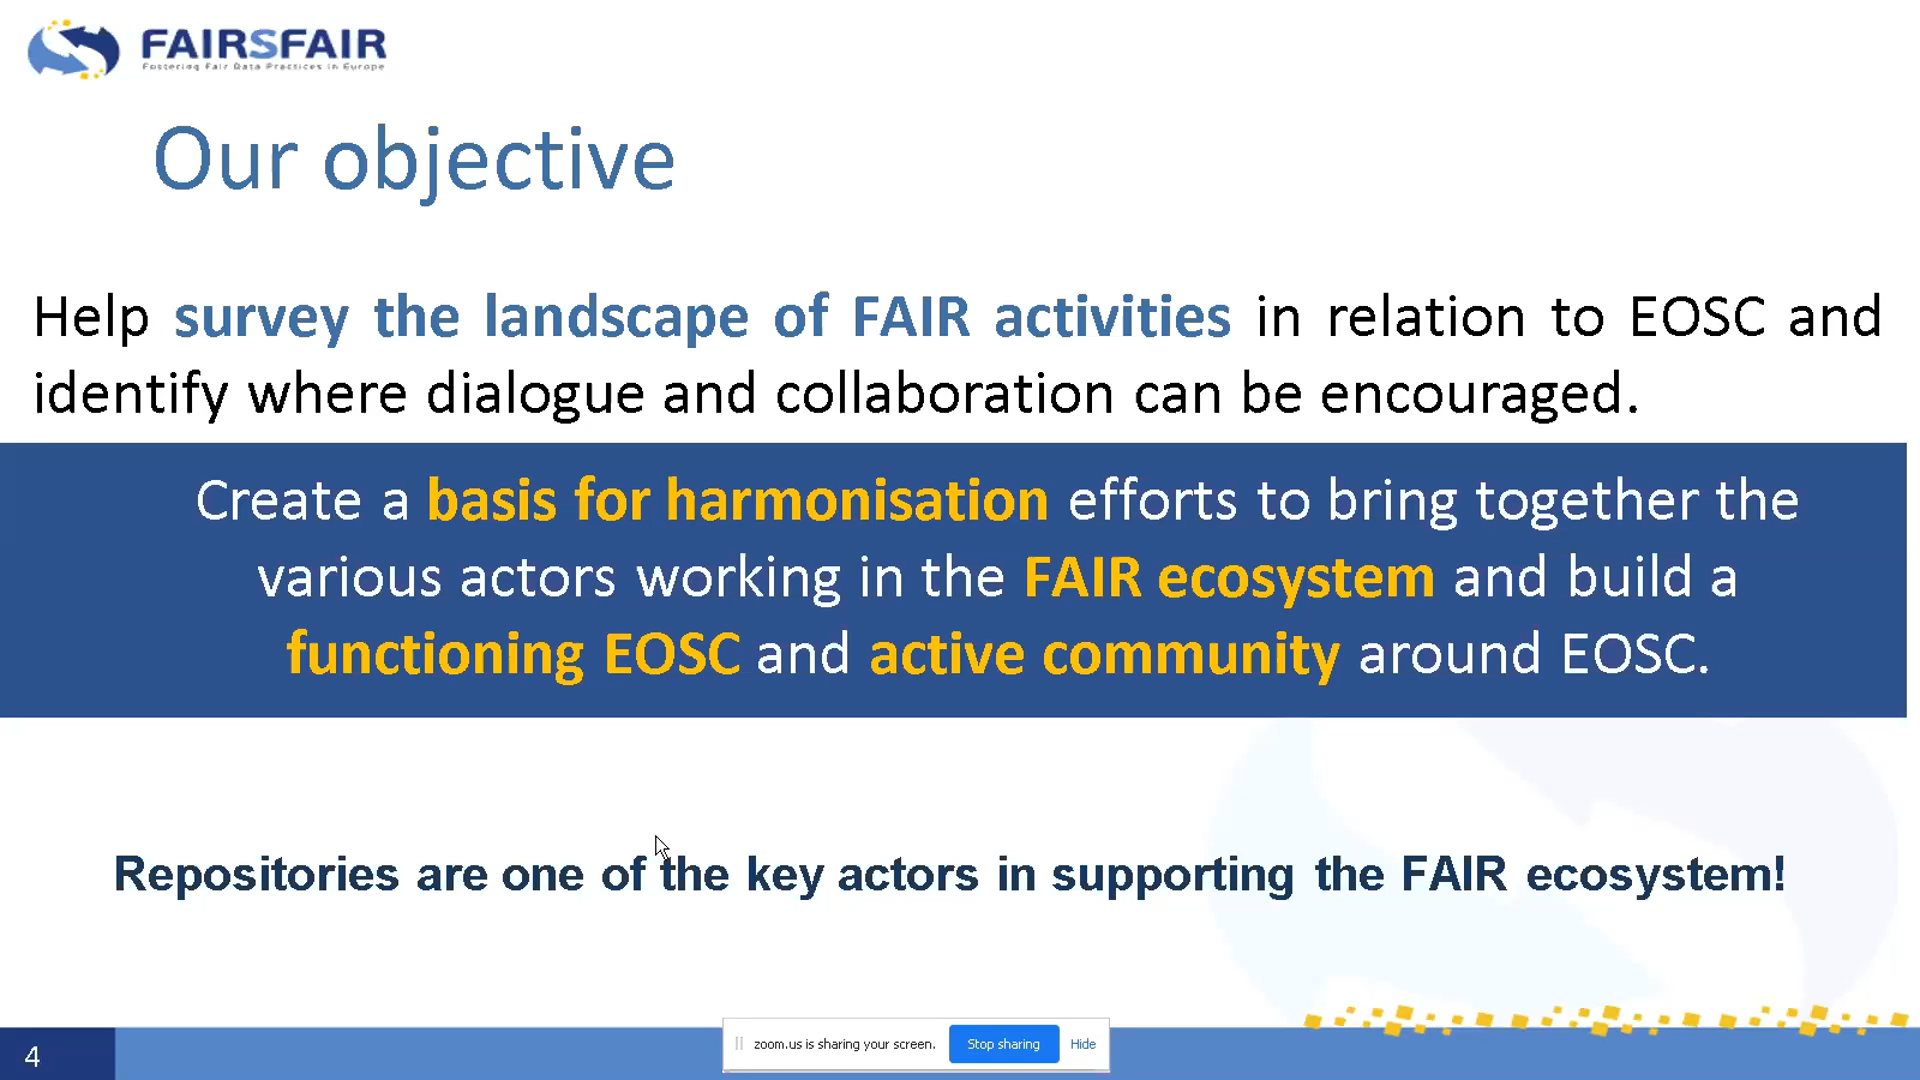 FAIRSFAIR
Fostering Fair Data Practices in Europe
Our objective
Help survey the landscape of FAIR activities in relation to EOSC and
identify where dialogue and collaboration can be encouraged.
Create a basis for harmonisation efforts to bring together the
various actors working in the FAIR ecosystem and build a
functioning EOSC and active community around EOSC.
Repositories are one of the key actors in supporting the FAIR ecosystem!
4
zoom.us is sharing your screen. Stop sharing Hide